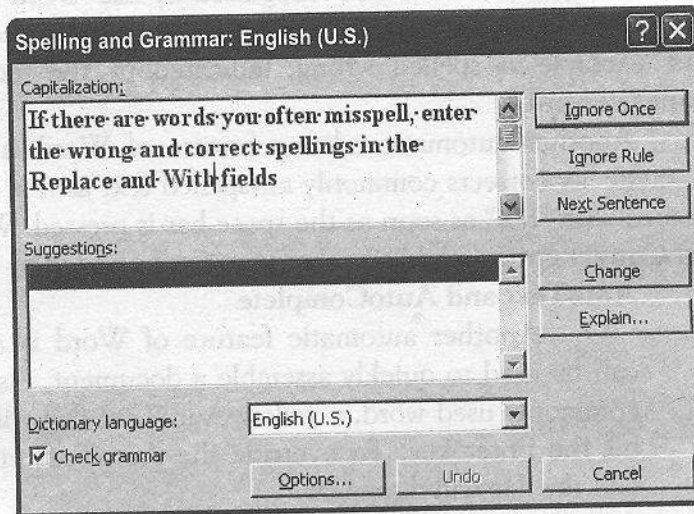 Spelling and Grammar: English (U.S.)
Capitalization:
If there are words you often misspell, enter
the wrong and correct spellings in the
Replace and With fields
Ignore Once
Ignore Rule
Next Sentence
Suggestions:
Change
Explain...
Dictionary language:
English (U.S.)
Check grammar
Options...
Undo
Cancel